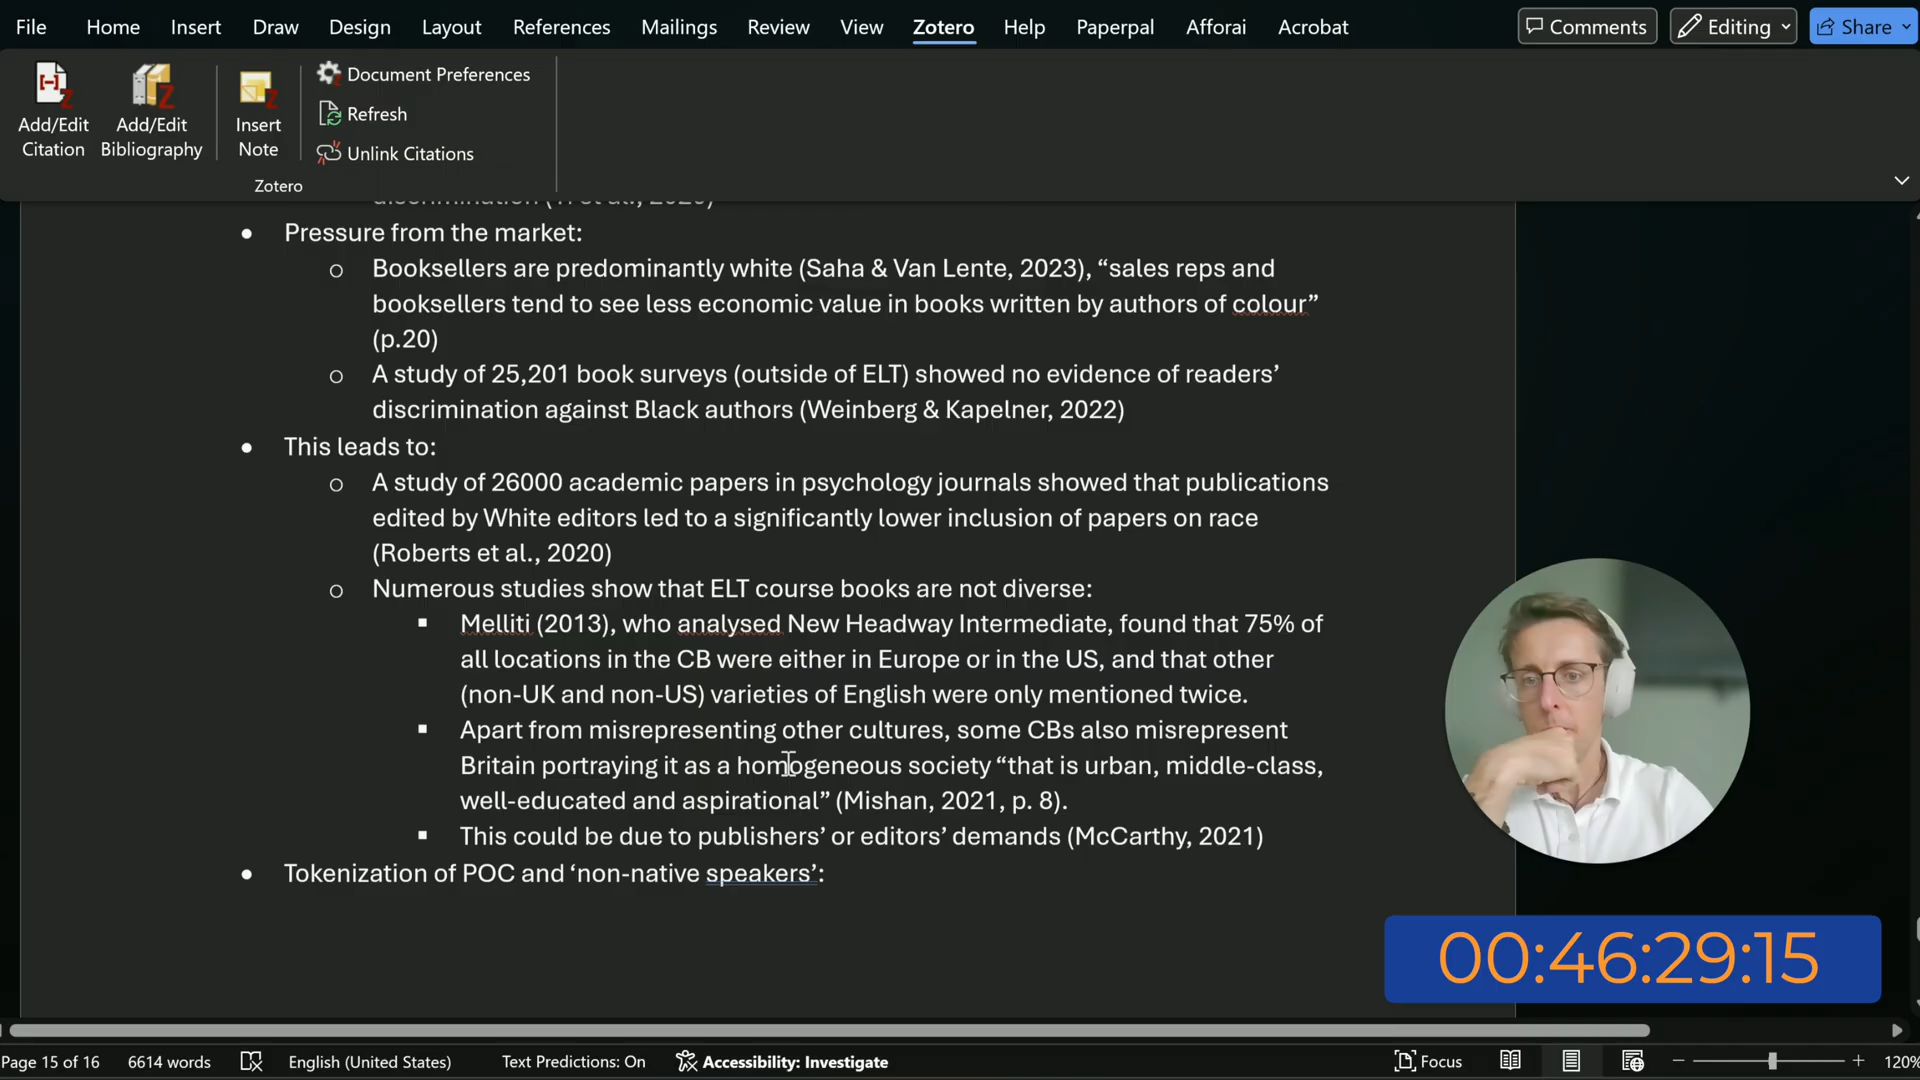 File Home Insert Draw Design Layout References Mailings Review View Zotero Help Paperpal Afforai Acrobat Comments Editing Share
Add/Edit Citation
Add/Edit Bibliography
Insert Note
Document Preferences
Refresh
Unlink Citations
Zotero
Pressure from the market:
Booksellers are predominantly white (Saha & Van Lente, 2023), “sales reps and
booksellers tend to see less economic value in books written by authors of colour”
(p.20)
A study of 25,201 book surveys (outside of ELT) showed no evidence of readers’
discrimination against Black authors (Weinberg & Kapelner, 2022)
This leads to:
A study of 26000 academic papers in psychology journals showed that publications
edited by White editors led to a significantly lower inclusion of papers on race
(Roberts et al., 2020)
Numerous studies show that ELT course books are not diverse:
Melliti (2013), who analysed New Headway Intermediate, found that 75% of
all locations in the CB were either in Europe or in the US, and that other
(non-UK and non-US) varieties of English were only mentioned twice.
Apart from misrepresenting other cultures, some CBs also misrepresent
Britain portraying it as a homogeneous society “that is urban, middle-class,
well-educated and aspirational” (Mishan, 2021, p. 8).
This could be due to publishers’ or editors’ demands (McCarthy, 2021)
Tokenization of POC and ‘non-native speakers’:
00:46:29:15
Page 15 of 16 6614 words English (United States) Text Predictions: On Accessibility: Investigate Focus 120%